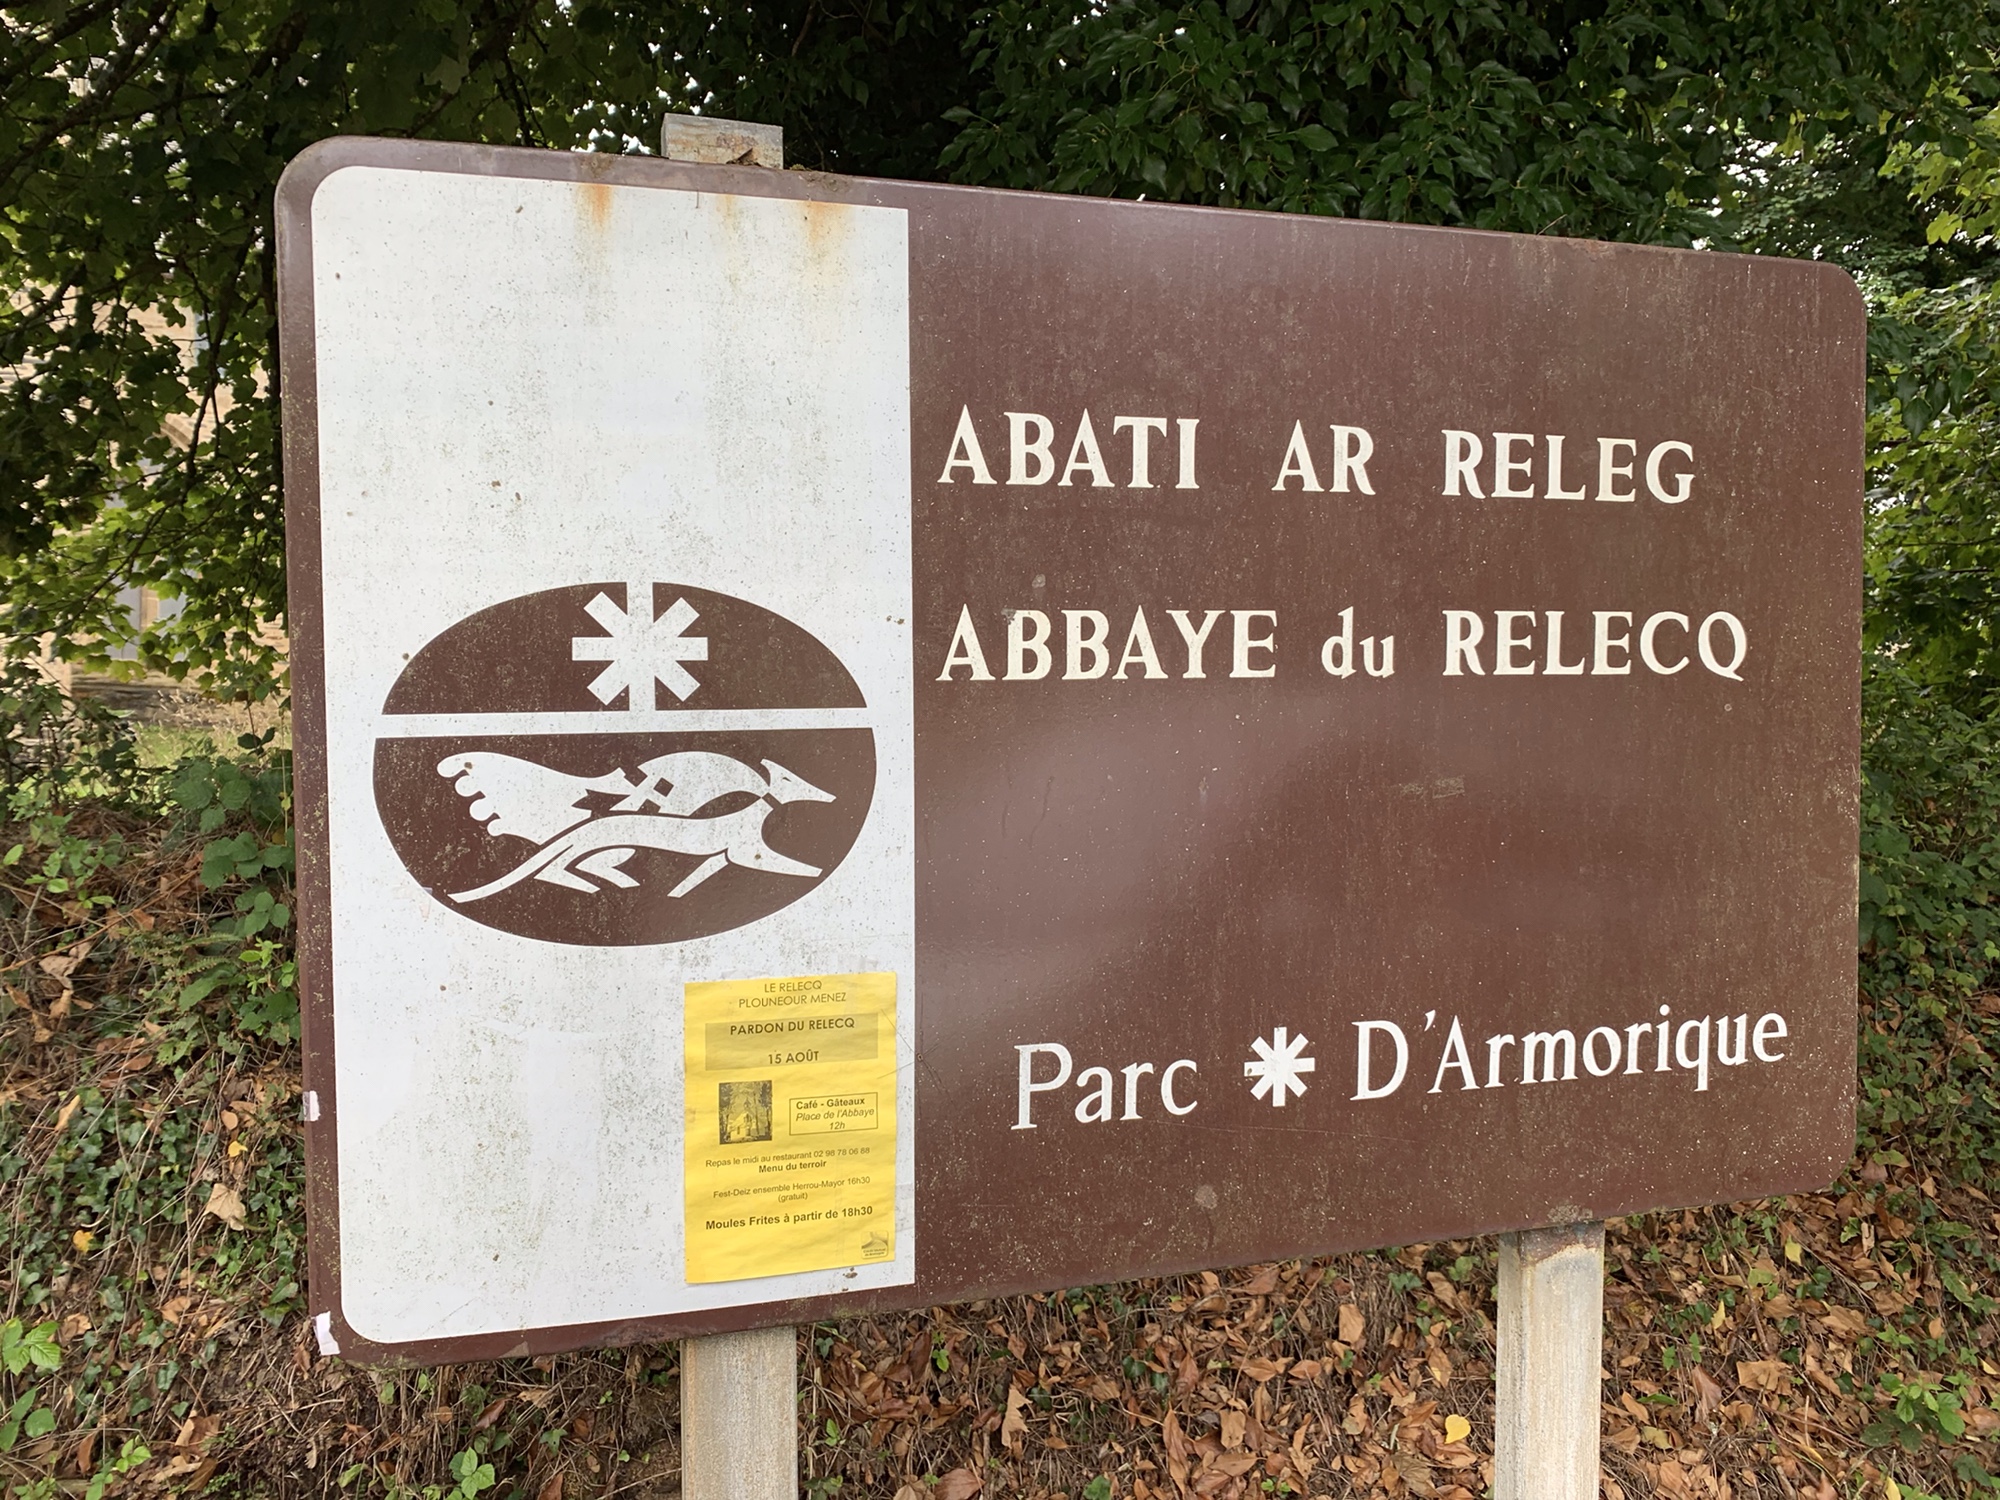 ABATI AR RELEG
ABBAYE du RELECQ
Parc * D'Armorique
LE RELECQ
PLOUNEOUR MENEZ
PARDON DU RELECQ
15 AOÛT
Café - Gâteaux
Place de l'Abbaye
12h
Repas le midi au restaurant 02 98 78 06 88
Menu du terroir
Fest-Deiz ensemble Herrou-Mayor 16h30
(gratuit)
Moules Frites à partir de 18h30